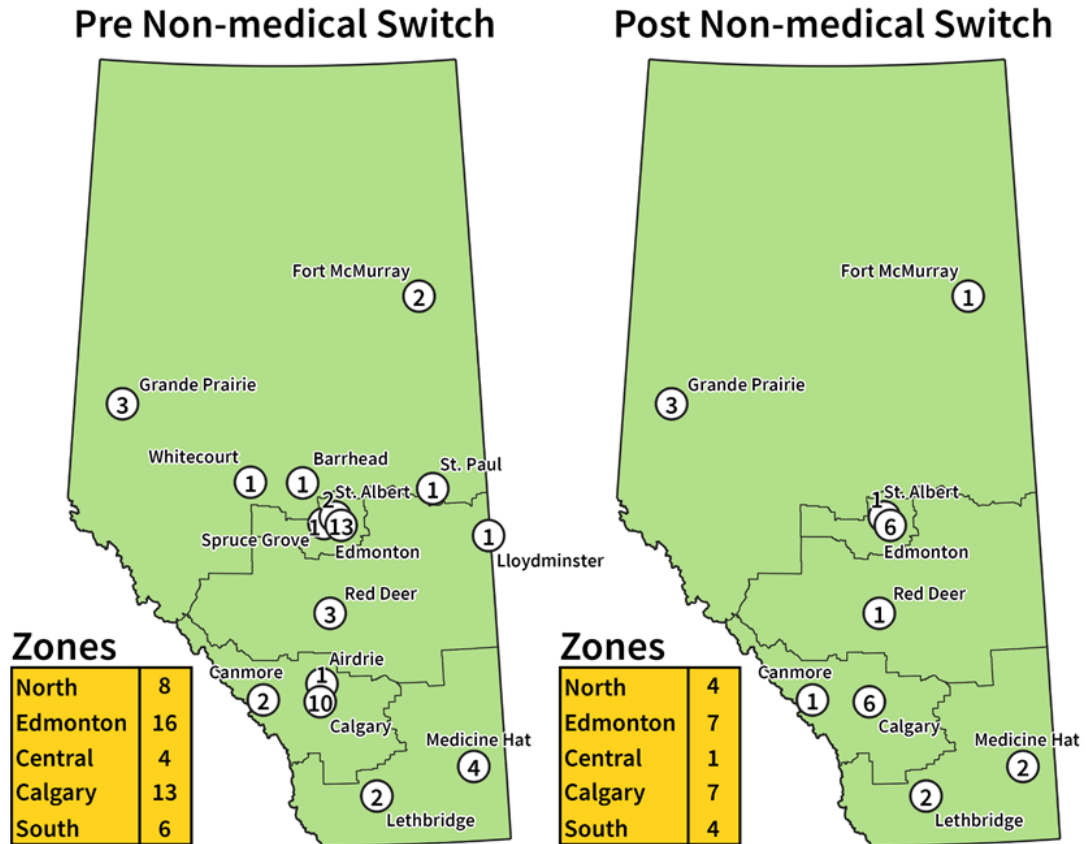 Pre Non-medical Switch
Fort McMurray
2
Grande Prairie
3
Whitecourt
1
Barrhead
1
St. Paul
1
St. Albert
2
Spruce Grove
1
13
Edmonton
1
Lloydminster
Red Deer
3
Airdrie
1
Canmore
2
10
Calgary
Medicine Hat
4
2
Lethbridge
Zones
North 8
Edmonton 16
Central 4
Calgary 13
South 6
Post Non-medical Switch
Fort McMurray
1
Grande Prairie
3
St. Albert
1
6
Edmonton
Red Deer
1
Canmore
1
6
Calgary
Medicine Hat
2
2
Lethbridge
Zones
North 4
Edmonton 7
Central 1
Calgary 7
South 4